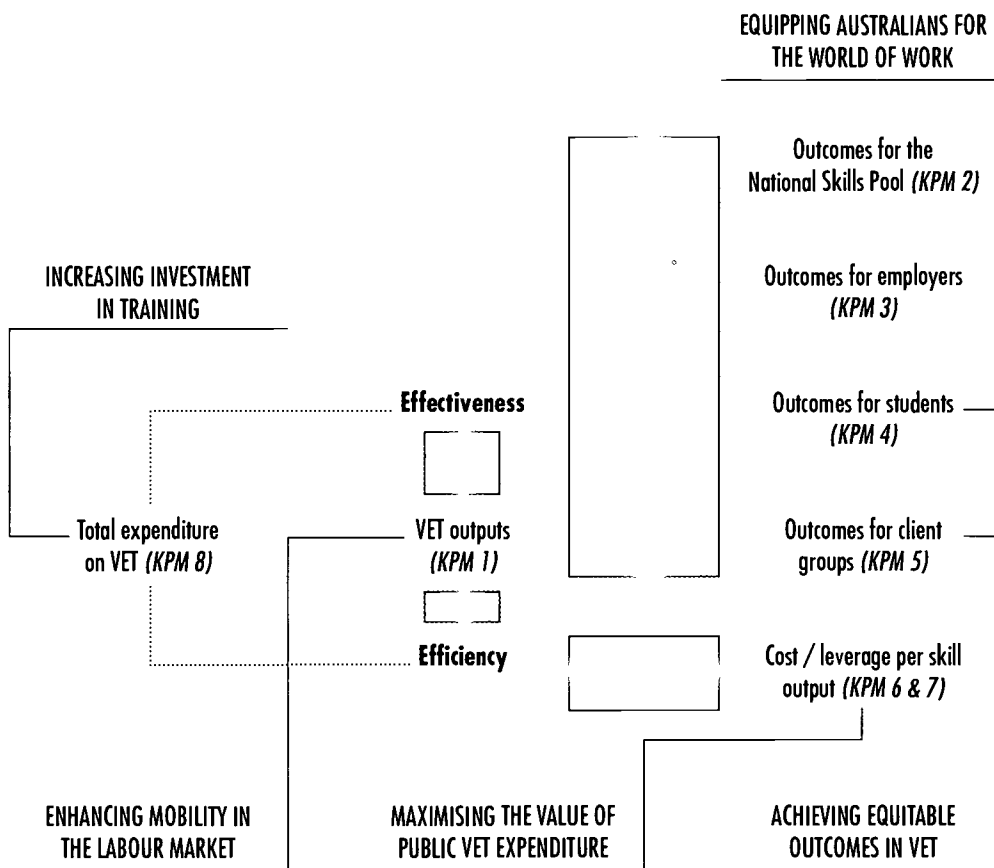 EQUIPPING AUSTRALIANS FOR
THE WORLD OF WORK
Outcomes for the
National Skills Pool (KPM 2)
INCREASING INVESTMENT
IN TRAINING
Outcomes for employers
(KPM 3)
Effectiveness
Outcomes for students
(KPM 4)
Total expenditure
on VET (KPM 8)
VET outputs
(KPM 1)
Outcomes for client
groups (KPM 5)
Efficiency
Cost / leverage per skill
output (KPM 6 & 7)
ENHANCING MOBILITY IN
THE LABOUR MARKET
MAXIMISING THE VALUE OF
PUBLIC VET EXPENDITURE
ACHIEVING EQUITABLE
OUTCOMES IN VET